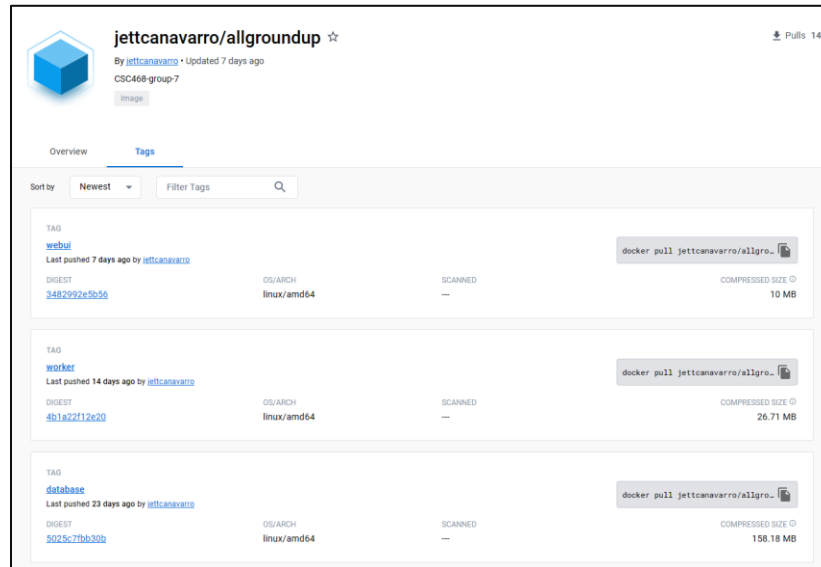 jettcanavarro/allgroundup
Pulls 14
By jettcanavarro • Updated 7 days ago
CSC468-group-7
Image
Overview Tags
Sort by Newest Filter Tags
TAG
webui
docker pull jettcanavarro/allgro…
Last pushed 7 days ago by jettcanavarro
DIGEST OS/ARCH SCANNED COMPRESSED SIZE
3482992e5b56 linux/amd64 --- 10 MB
TAG
worker
docker pull jettcanavarro/allgro…
Last pushed 14 days ago by jettcanavarro
DIGEST OS/ARCH SCANNED COMPRESSED SIZE
4b1a22f12e20 linux/amd64 --- 26.71 MB
TAG
database
docker pull jettcanavarro/allgro…
Last pushed 23 days ago by jettcanavarro
DIGEST OS/ARCH SCANNED COMPRESSED SIZE
5025c7fbb30b linux/amd64 --- 158.18 MB